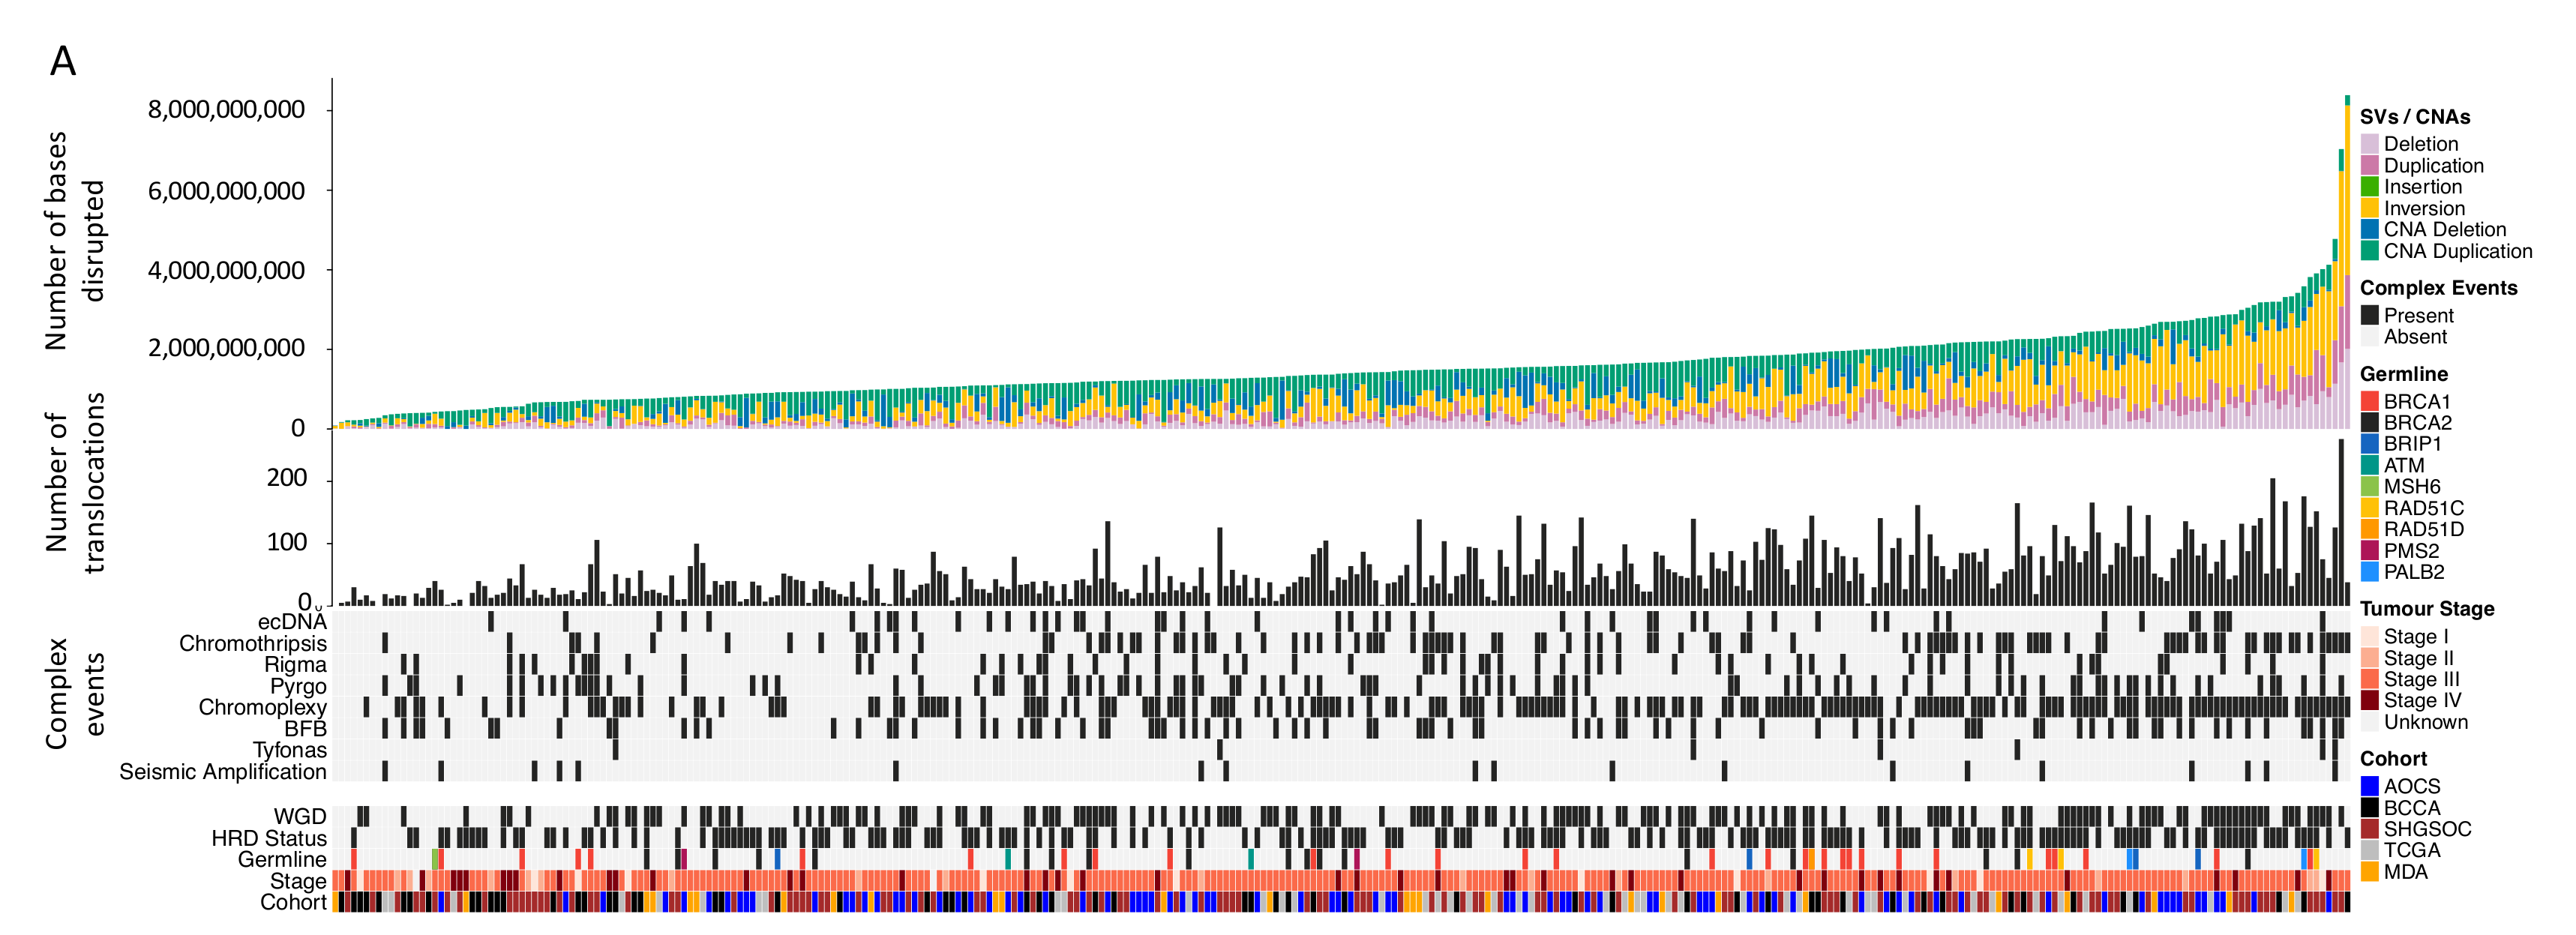 A
Number of bases
disrupted
8,000,000,000
6,000,000,000
4,000,000,000
2,000,000,000
0
Number of
translocations
200
100
0
Complex
events
ecDNA
Chromothripsis
Rigma
Pyrgo
Chromoplexy
BFB
Tyfonas
Seismic Amplification
WGD
HRD Status
Germline
Stage
Cohort
SVs / CNAs
Deletion
Duplication
Insertion
Inversion
CNA Deletion
CNA Duplication
Complex Events
Present
Absent
Germline
BRCA1
BRCA2
BRIP1
ATM
MSH6
RAD51C
RAD51D
PMS2
PALB2
Tumour Stage
Stage I
Stage II
Stage III
Stage IV
Unknown
Cohort
AOCS
BCCA
SHGSOC
TCGA
MDA